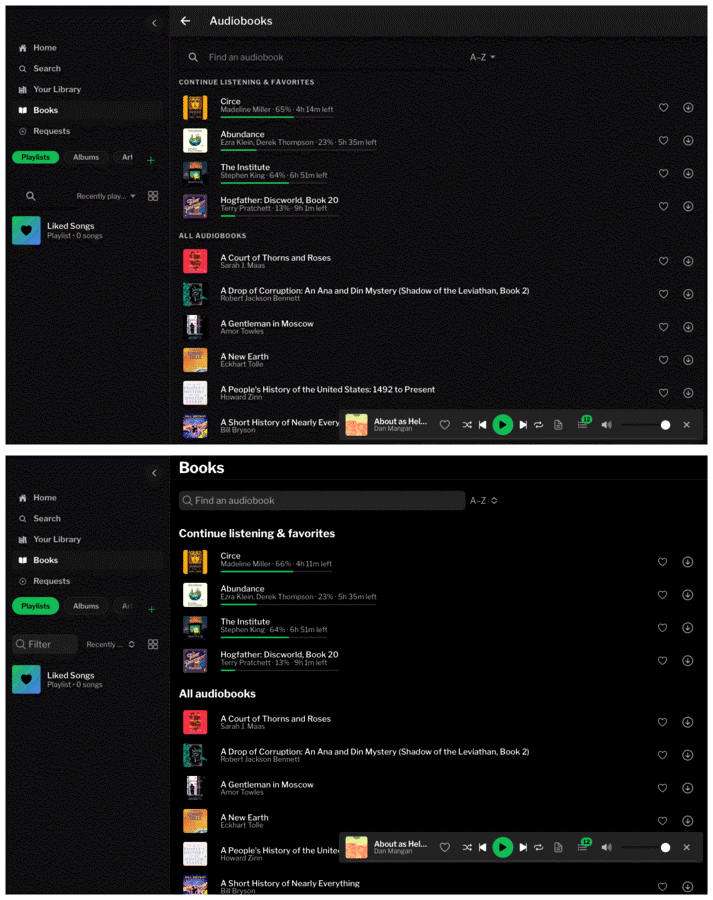 Audiobooks
Home
Search
Your Library
Books
Requests
Playlists
Albums
Art
Recently play...
Liked Songs
Playlist • 0 songs
Find an audiobook
A–Z
CONTINUE LISTENING & FAVORITES
Circe
Madeline Miller · 65% · 4h 14m left
Abundance
Ezra Klein, Derek Thompson · 23% · 5h 35m left
The Institute
Stephen King · 64% · 6h 51m left
Hogfather: Discworld, Book 20
Terry Pratchett · 13% · 9h 1m left
ALL AUDIOBOOKS
A Court of Thorns and Roses
Sarah J. Maas
A Drop of Corruption: An Ana and Din Mystery (Shadow of the Leviathan, Book 2)
Robert Jackson Bennett
A Gentleman in Moscow
Amor Towles
A New Earth
Eckhart Tolle
A People's History of the United States: 1492 to Present
Howard Zinn
A Short History of Nearly Every
Bill Bryson
About as Hel...
Dan Mangan
12
Home
Search
Your Library
Books
Requests
Playlists
Albums
Art
Filter
Recently ...
Liked Songs
Playlist • 0 songs
Books
Find an audiobook
A–Z
Continue listening & favorites
Circe
Madeline Miller · 66% · 4h 11m left
Abundance
Ezra Klein, Derek Thompson · 23% · 5h 35m left
The Institute
Stephen King · 64% · 6h 51m left
Hogfather: Discworld, Book 20
Terry Pratchett · 13% · 9h 1m left
All audiobooks
A Court of Thorns and Roses
Sarah J. Maas
A Drop of Corruption: An Ana and Din Mystery (Shadow of the Leviathan, Book 2)
Robert Jackson Bennett
A Gentleman in Moscow
Amor Towles
A New Earth
Eckhart Tolle
A People's History of the Unite
Howard Zinn
A Short History of Nearly Everything
Bill Bryson
About as Hel...
Dan Mangan
12